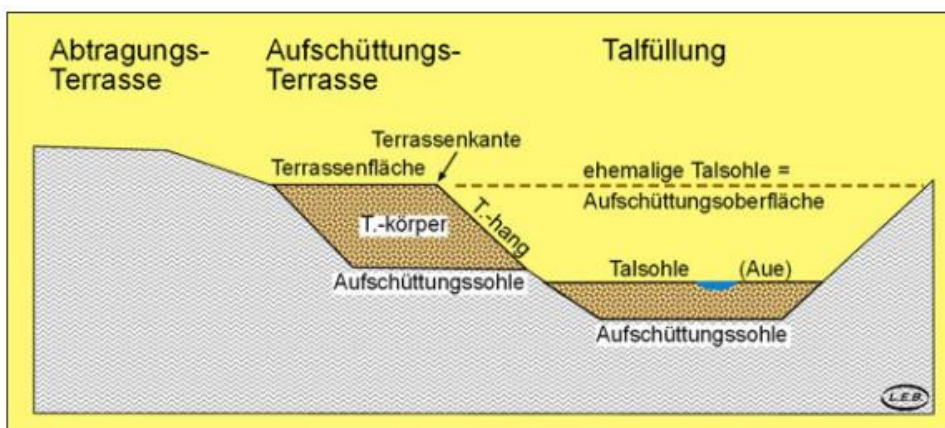 Abtragungs-
Terrasse
Aufschüttungs-
Terrasse
Talfüllung
Terrassenkante
Terrassenfläche
ehemalige Talsohle =
Aufschüttungsoberfläche
T.-körper
T.-hang
Aufschüttungssohle
Talsohle (Aue)
Aufschüttungssohle
L.E.B.